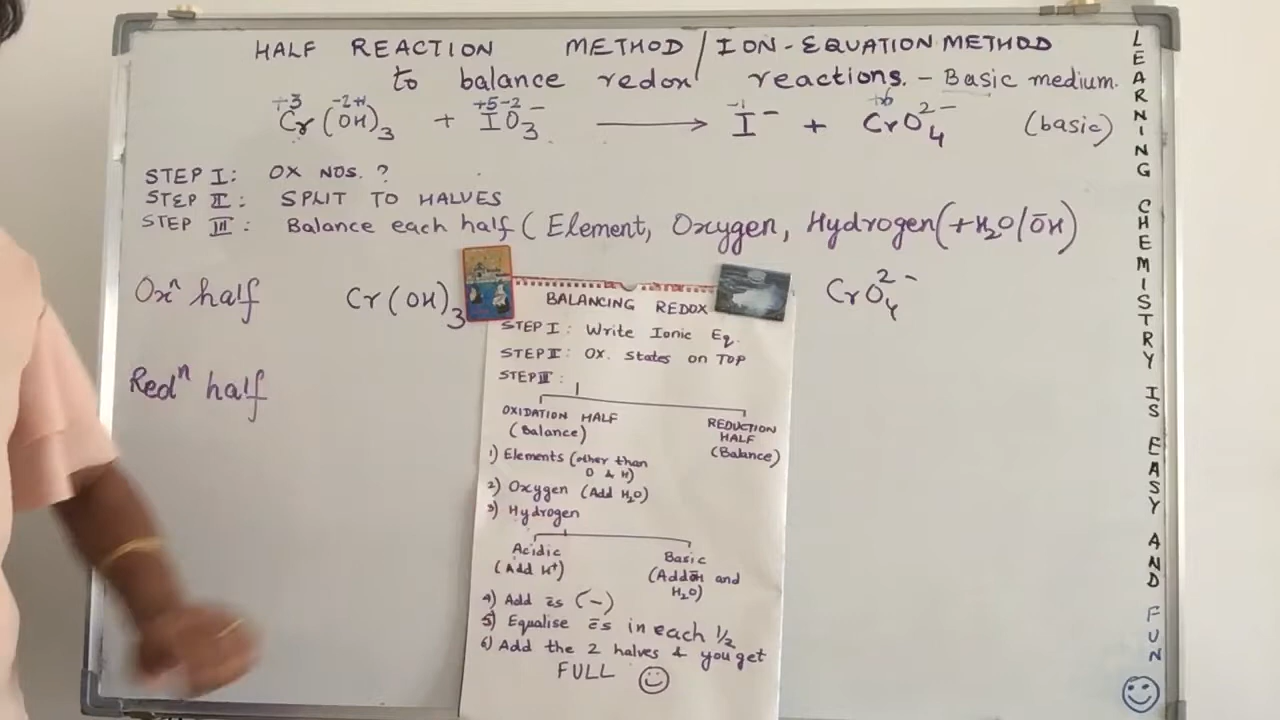 HALF REACTION METHOD / ION-EQUATION METHOD
to balance redox reactions. - Basic medium.
+3 -2+1 +5-2 -1 +6
Cr(OH)₃ + IO₃⁻ ⟶ I⁻ + CrO₄²⁻ (basic)
STEP I: OX NOS. ?
STEP II: SPLIT TO HALVES
STEP III: Balance each half (Element, Oxygen, Hydrogen(+H₂O/ŌH)
Oxⁿ half Cr(OH)₃ CrO₄²⁻
Redⁿ half
BALANCING REDOX
STEP I: Write Ionic Eq.
STEP II: OX. States on TOP
STEP III:
OXIDATION HALF
(Balance)
REDUCTION
HALF
(Balance)
1) Elements (other than
O & H)
2) Oxygen (Add H₂O)
3) Hydrogen
Acidic
(Add H⁺)
Basic
(Add ŌH and
H₂O)
4) Add ēs (-)
5) Equalise ēs in each 1/2
6) Add the 2 halves & you get
FULL
LEARNING CHEMISTRY IS EASY AND FUN